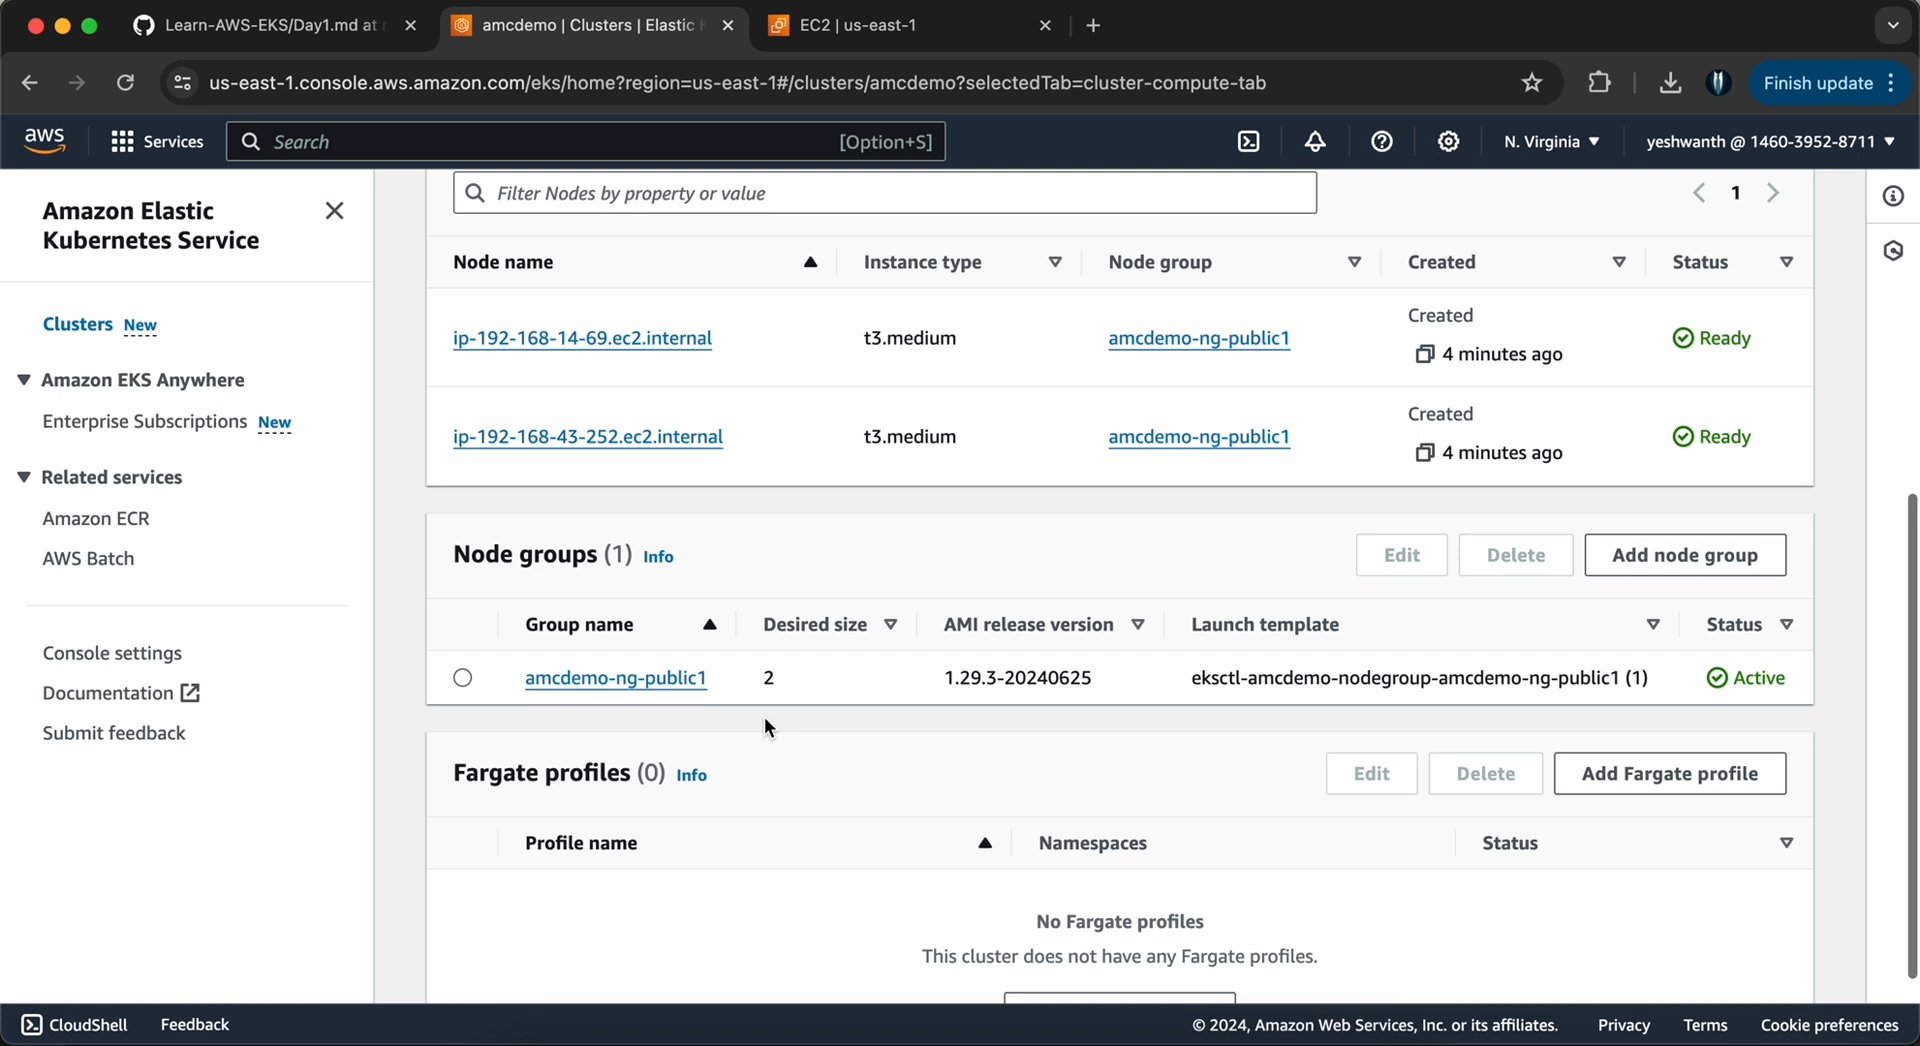 Learn-AWS-EKS/Day1.md at
amcdemo | Clusters | Elastic
EC2 | us-east-1
us-east-1.console.aws.amazon.com/eks/home?region=us-east-1#/clusters/amcdemo?selectedTab=cluster-compute-tab
Finish update
aws
Services
Search
[Option+S]
N. Virginia
yeshwanth @ 1460-3952-8711
Amazon Elastic
Kubernetes Service
Clusters New
Amazon EKS Anywhere
Enterprise Subscriptions New
Related services
Amazon ECR
AWS Batch
Console settings
Documentation
Submit feedback
Filter Nodes by property or value
1
Node name Instance type Node group Created Status
ip-192-168-14-69.ec2.internal t3.medium amcdemo-ng-public1 Created 4 minutes ago Ready
ip-192-168-43-252.ec2.internal t3.medium amcdemo-ng-public1 Created 4 minutes ago Ready
Node groups (1) Info
Edit Delete Add node group
Group name Desired size AMI release version Launch template Status
amcdemo-ng-public1 2 1.29.3-20240625 eksctl-amcdemo-nodegroup-amcdemo-ng-public1 (1) Active
Fargate profiles (0) Info
Edit Delete Add Fargate profile
Profile name Namespaces Status
No Fargate profiles
This cluster does not have any Fargate profiles.
CloudShell Feedback
© 2024, Amazon Web Services, Inc. or its affiliates. Privacy Terms Cookie preferences